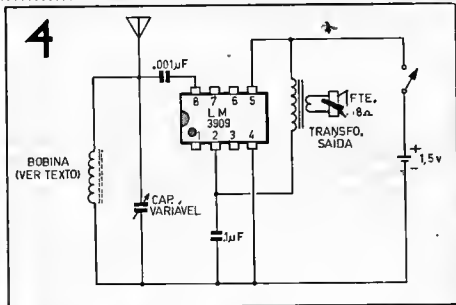 4
.001µF
8 7 6 5
LM
3909
1 2 3 4
FTE.
8Ω
TRANSFO.
SAIDA
BOBINA
(VER TEXTO)
CAP.
VARIAVEL
.1µF
+
1,5v
-